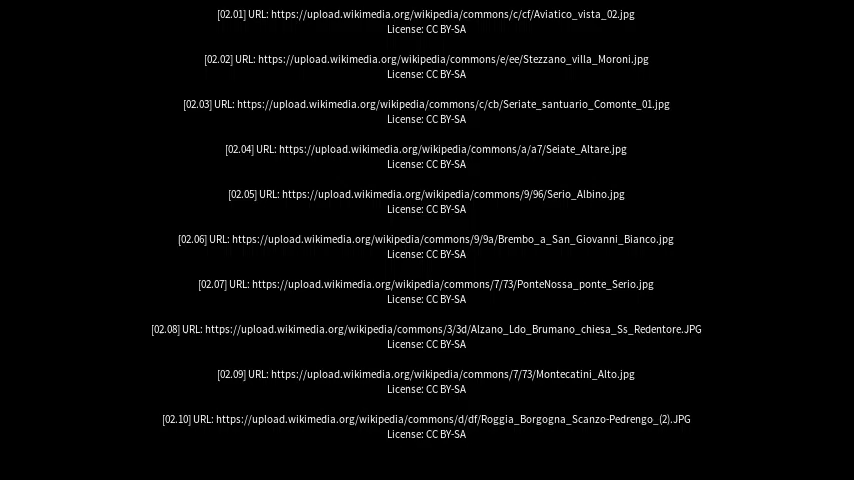 [02.01] URL: https://upload.wikimedia.org/wikipedia/commons/c/cf/Aviatico_vista_02.jpg
License: CC BY-SA
[02.02] URL: https://upload.wikimedia.org/wikipedia/commons/e/ee/Stezzano_villa_Moroni.jpg
License: CC BY-SA
[02.03] URL: https://upload.wikimedia.org/wikipedia/commons/c/cb/Seriate_santuario_Comonte_01.jpg
License: CC BY-SA
[02.04] URL: https://upload.wikimedia.org/wikipedia/commons/a/a7/Seiate_Altare.jpg
License: CC BY-SA
[02.05] URL: https://upload.wikimedia.org/wikipedia/commons/9/96/Serio_Albino.jpg
License: CC BY-SA
[02.06] URL: https://upload.wikimedia.org/wikipedia/commons/9/9a/Brembo_a_San_Giovanni_Bianco.jpg
License: CC BY-SA
[02.07] URL: https://upload.wikimedia.org/wikipedia/commons/7/73/PonteNossa_ponte_Serio.jpg
License: CC BY-SA
[02.08] URL: https://upload.wikimedia.org/wikipedia/commons/3/3d/Alzano_Ldo_Brumano_chiesa_Ss_Redentore.JPG
License: CC BY-SA
[02.09] URL: https://upload.wikimedia.org/wikipedia/commons/7/73/Montecatini_Alto.jpg
License: CC BY-SA
[02.10] URL: https://upload.wikimedia.org/wikipedia/commons/d/df/Roggia_Borgogna_Scanzo-Pedrengo_(2).JPG
License: CC BY-SA